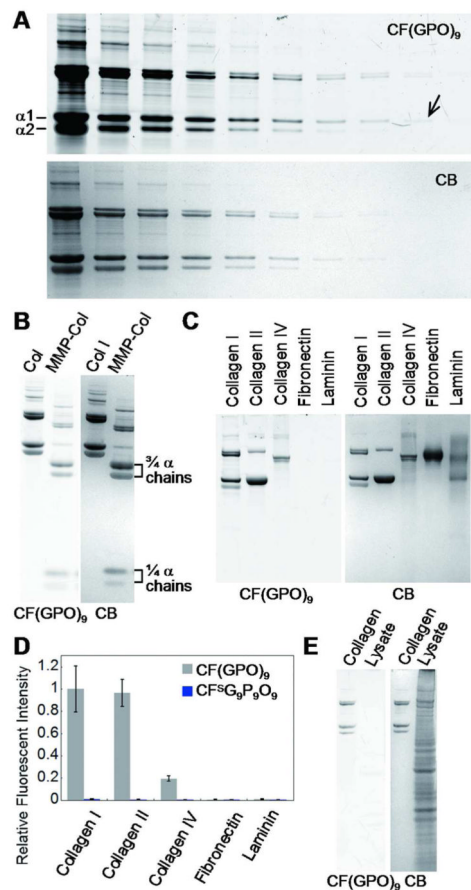 A
CF(GPO)₉
α1
α2
CB
B
Col
MMP-Col
Col I
MMP-Col
¾ α
chains
¼ α
chains
CF(GPO)₉ CB
C
Collagen I
Collagen II
Collagen IV
Fibronectin
Laminin
Collagen I
Collagen II
Collagen IV
Fibronectin
Laminin
CF(GPO)₉
CB
D
Relative Fluorescent Intensity
1.2
1
0.8
0.6
0.4
0.2
0
CF(GPO)₉
CFˢG₉P₉O₉
Collagen I
Collagen II
Collagen IV
Fibronectin
Laminin
E
Collagen
Lysate
Collagen
Lysate
CF(GPO)₉ CB